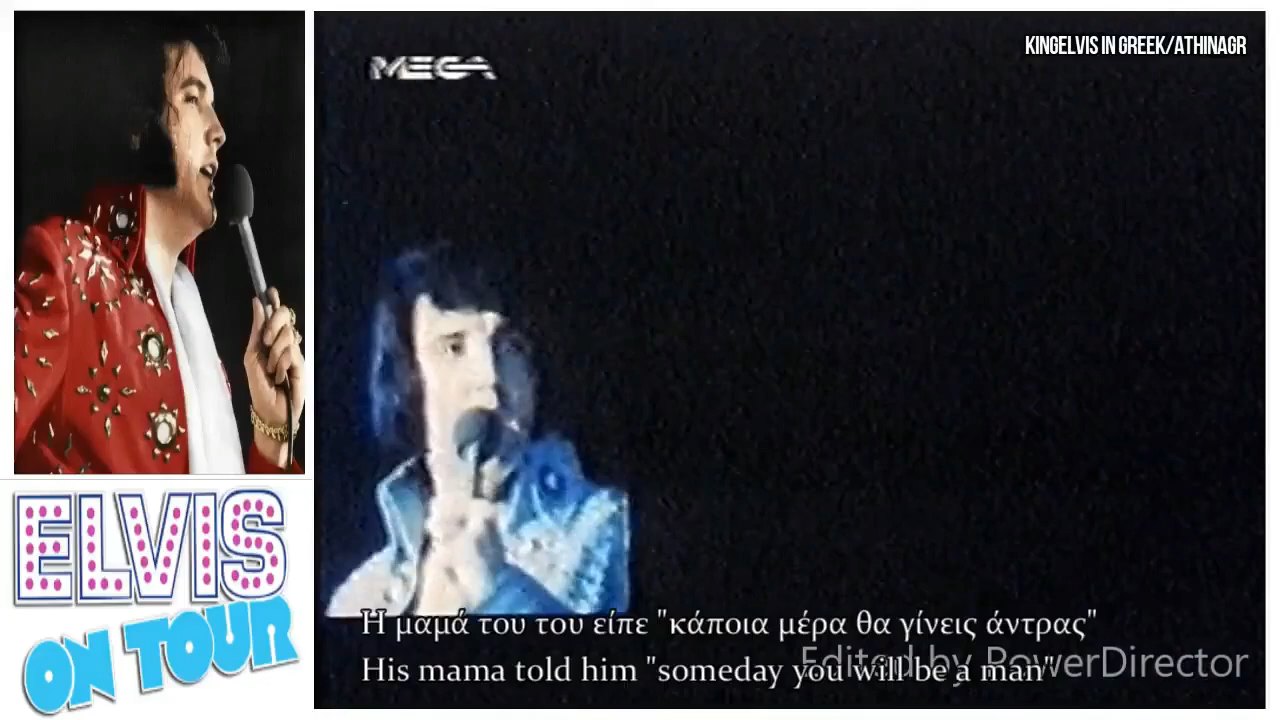 MEGA
KINGELVIS IN GREEK/ATHINAGR
ELVIS
ON TOUR
Η μαμά του του είπε "κάποια μέρα θα γίνεις άντρας"
His mama told him "someday you will be a man"
Edited by PowerDirector